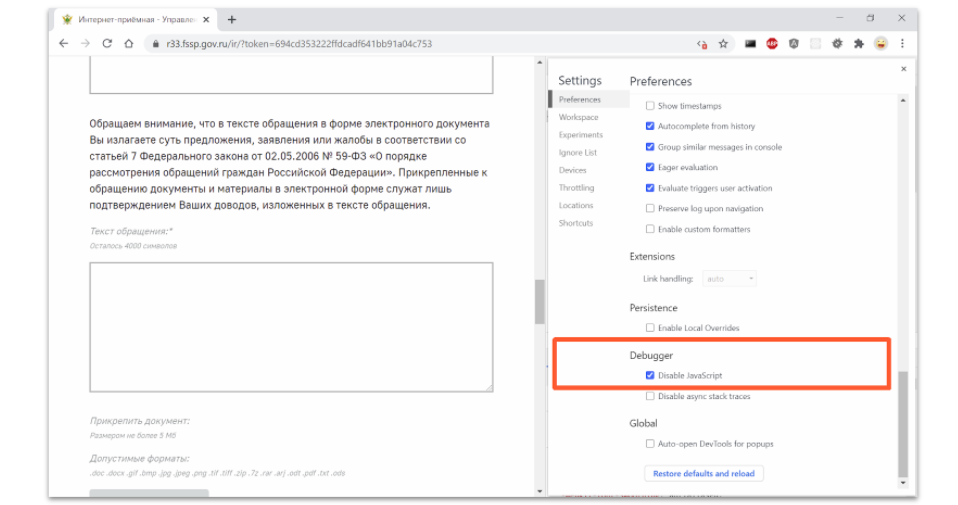 Интернет-приёмная - Управлен
r33.fssp.gov.ru/ir/?token=694cd353222ffdcadf641bb91a04c753
ABP
Обращаем внимание, что в тексте обращения в форме электронного документа
Вы излагаете суть предложения, заявления или жалобы в соответствии со
статьей 7 Федерального закона от 02.05.2006 № 59-ФЗ «О порядке
рассмотрения обращений граждан Российской Федерации». Прикрепленные к
обращению документы и материалы в электронной форме служат лишь
подтверждением Ваших доводов, изложенных в тексте обращения.
Текст обращения:*
Осталось 4000 символов
Прикрепить документ:
Размером не более 5 Мб
Допустимые форматы:
.doc .docx .gif .bmp .jpg .jpeg .png .tif .tiff .zip .7z .rar .arj .odt .pdf .txt .ods
Settings
Preferences
Workspace
Experiments
Ignore List
Devices
Throttling
Locations
Shortcuts
Preferences
Show timestamps
Autocomplete from history
Group similar messages in console
Eager evaluation
Evaluate triggers user activation
Preserve log upon navigation
Enable custom formatters
Extensions
Link handling: auto
Persistence
Enable Local Overrides
Debugger
Disable JavaScript
Disable async stack traces
Global
Auto-open DevTools for popups
Restore defaults and reload